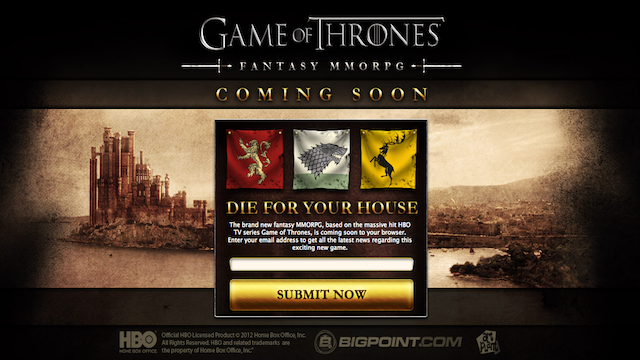 GAME OF THRONES
FANTASY MMORPG
COMING SOON
DIE FOR YOUR HOUSE
The brand new fantasy MMORPG, based on the massive hit HBO
TV series Game of Thrones, is coming soon to your browser.
Enter your email address to get all the latest news regarding this
exciting new game.
SUBMIT NOW
HBO
HOME BOX OFFICE
Official HBO Licensed Product © 2012 Home Box Office, Inc.
All Rights Reserved. HBO and related trademarks are
the property of Home Box Office, Inc.
BIGPOINT.COM
artplant